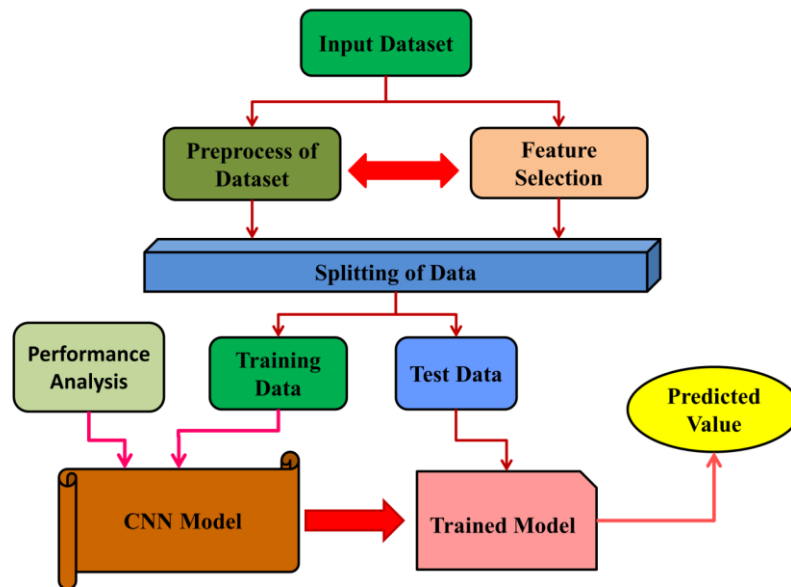 Input Dataset
Preprocess of
Dataset
Feature
Selection
Splitting of Data
Performance
Analysis
Training
Data
Test Data
Predicted
Value
CNN Model
Trained Model